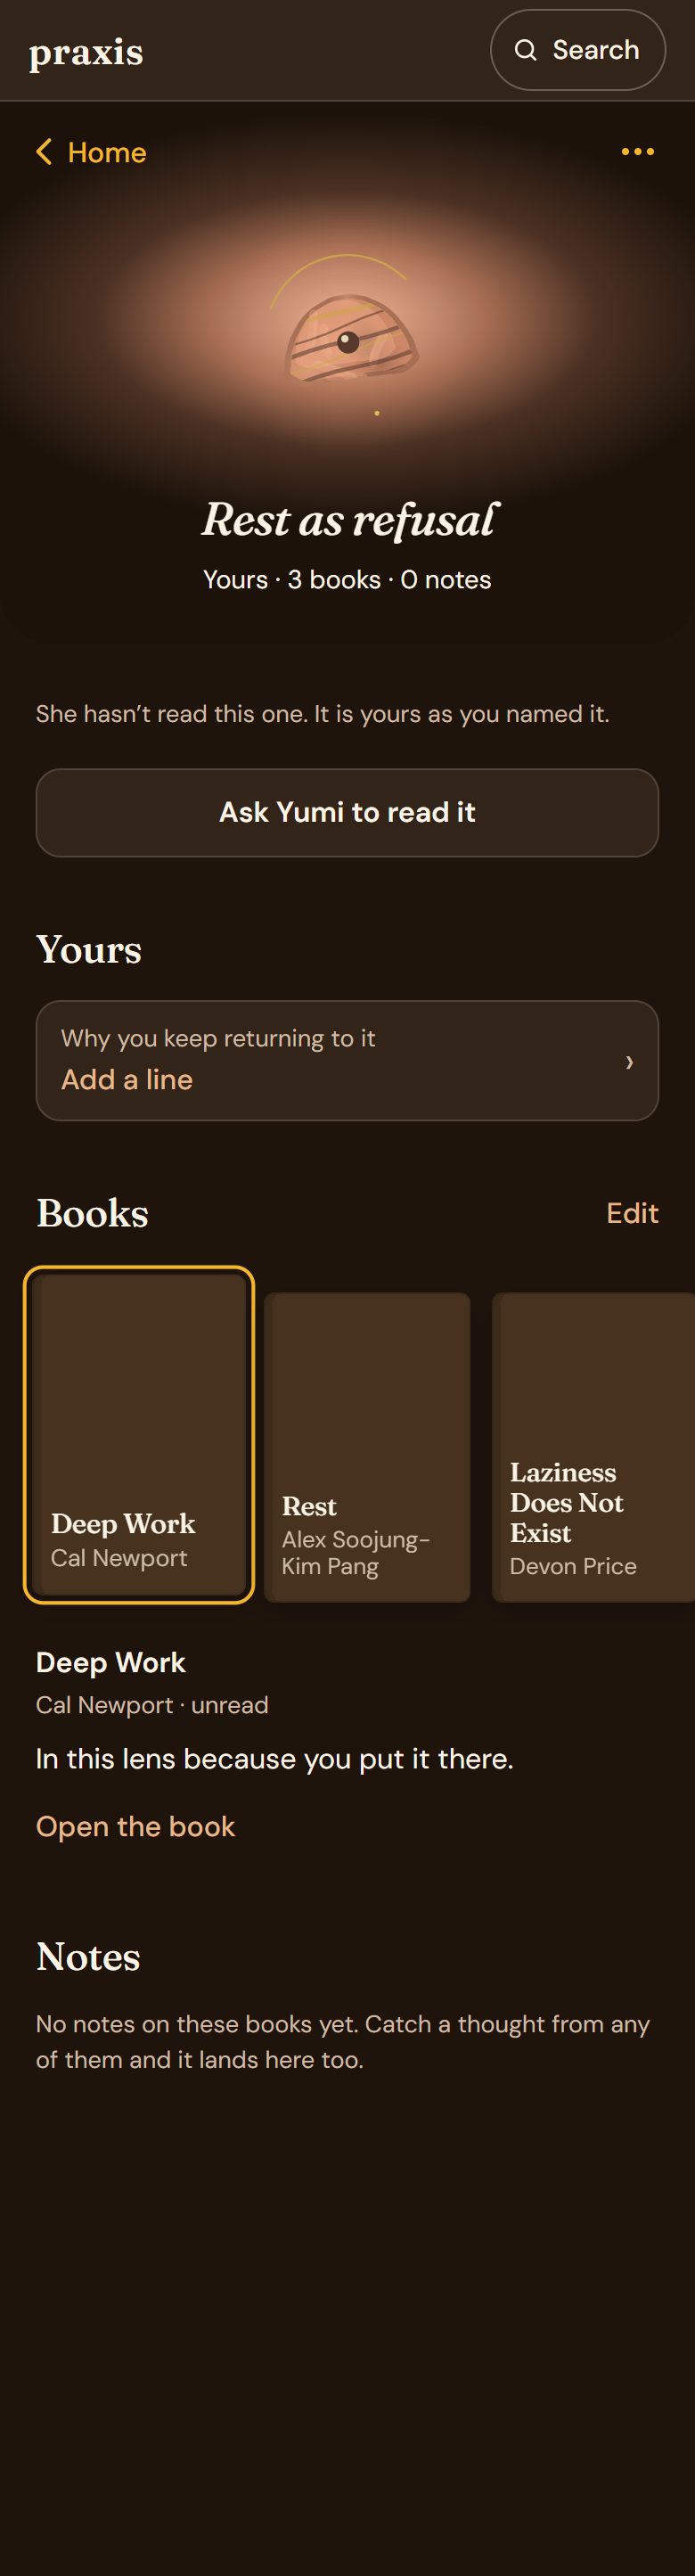 praxis
Search
Home
Rest as refusal
Yours · 3 books · 0 notes
She hasn’t read this one. It is yours as you named it.
Ask Yumi to read it
Yours
Why you keep returning to it
Add a line
Books
Edit
Deep Work
Cal Newport
Rest
Alex Soojung-
Kim Pang
Laziness
Does Not
Exist
Devon Price
Deep Work
Cal Newport · unread
In this lens because you put it there.
Open the book
Notes
No notes on these books yet. Catch a thought from any
of them and it lands here too.